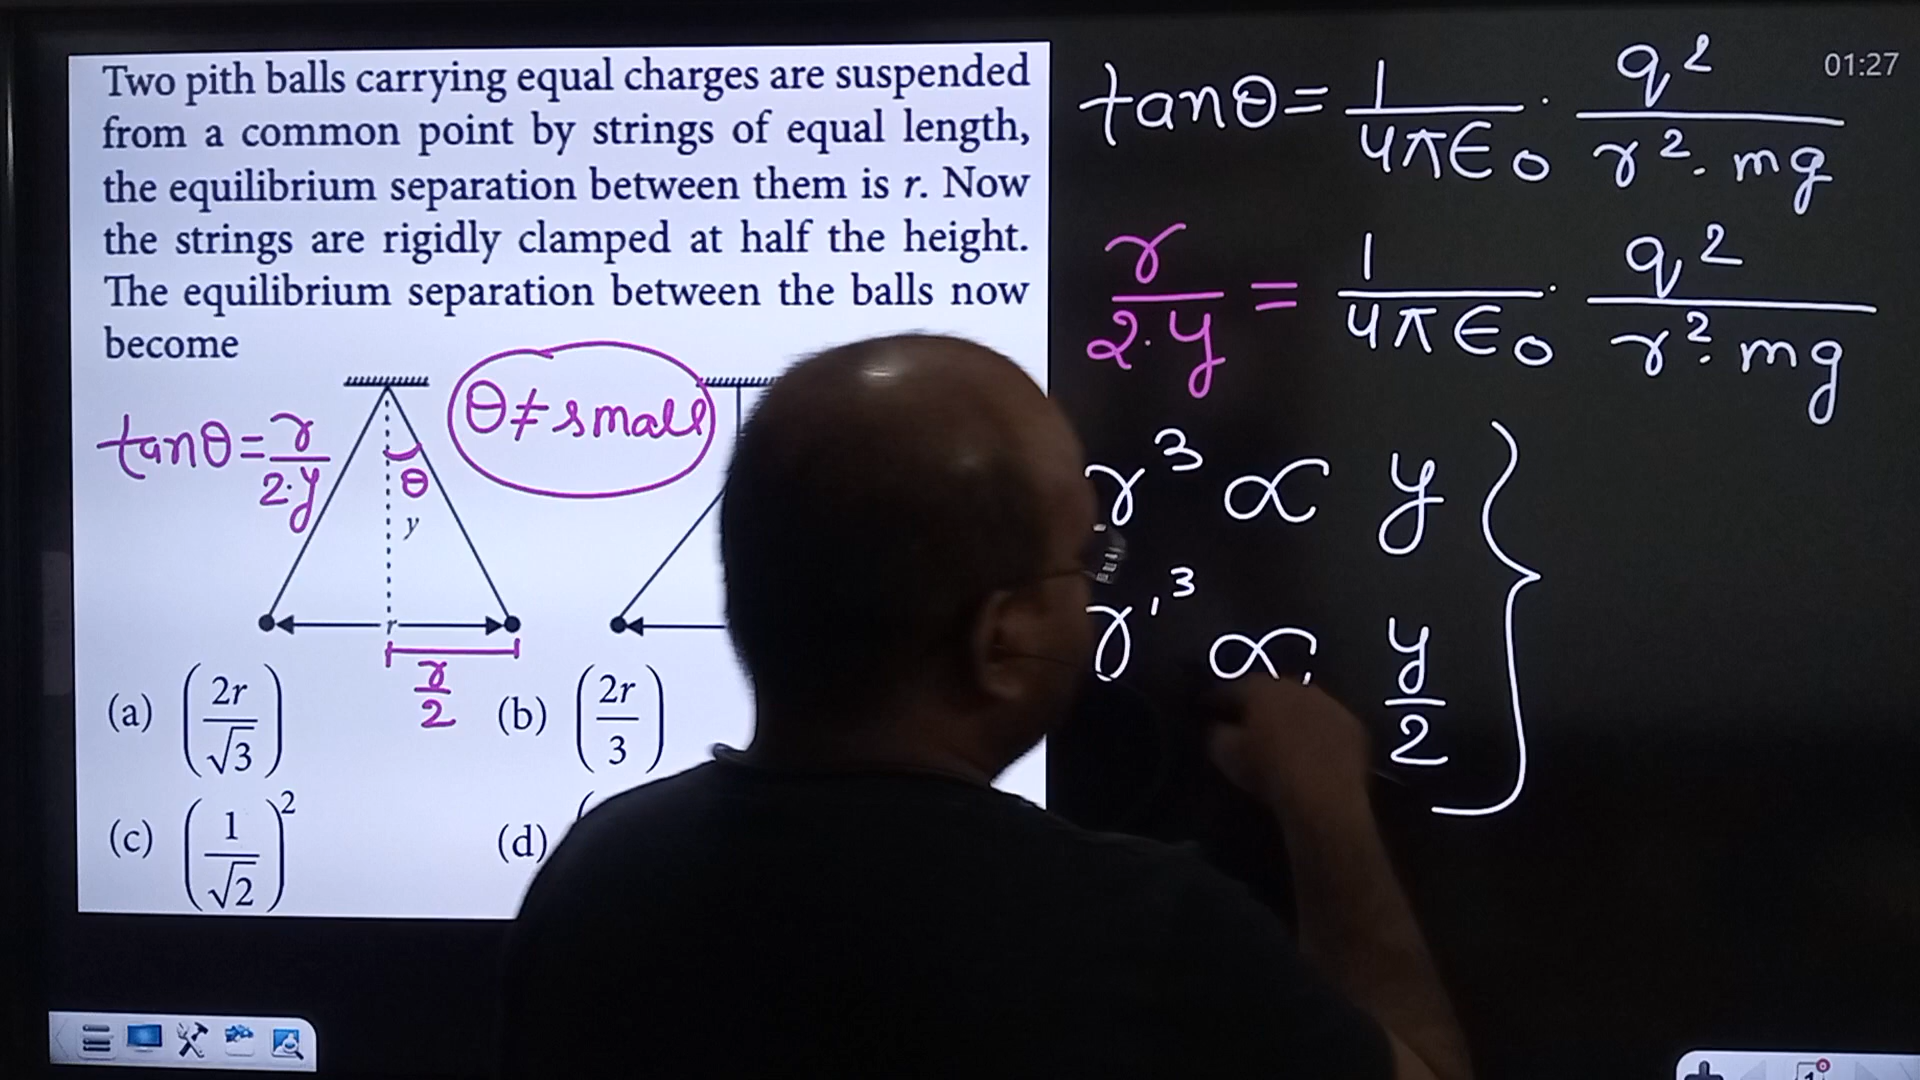 Two pith balls carrying equal charges are suspended
from a common point by strings of equal length,
the equilibrium separation between them is r. Now
the strings are rigidly clamped at half the height.
The equilibrium separation between the balls now
become
tanθ = r/2·y
θ
y
θ ≠ small
r
r/2
(a) (2r/√3)
(b) (2r/3)
(c) (1/√2)²
(d) (
01:27
tanθ = 1/4πϵ₀ · q²/r²·mg
r/2·y = 1/4πϵ₀ · q²/r²·mg
r³ ∝ y
r'³ ∝ y/2